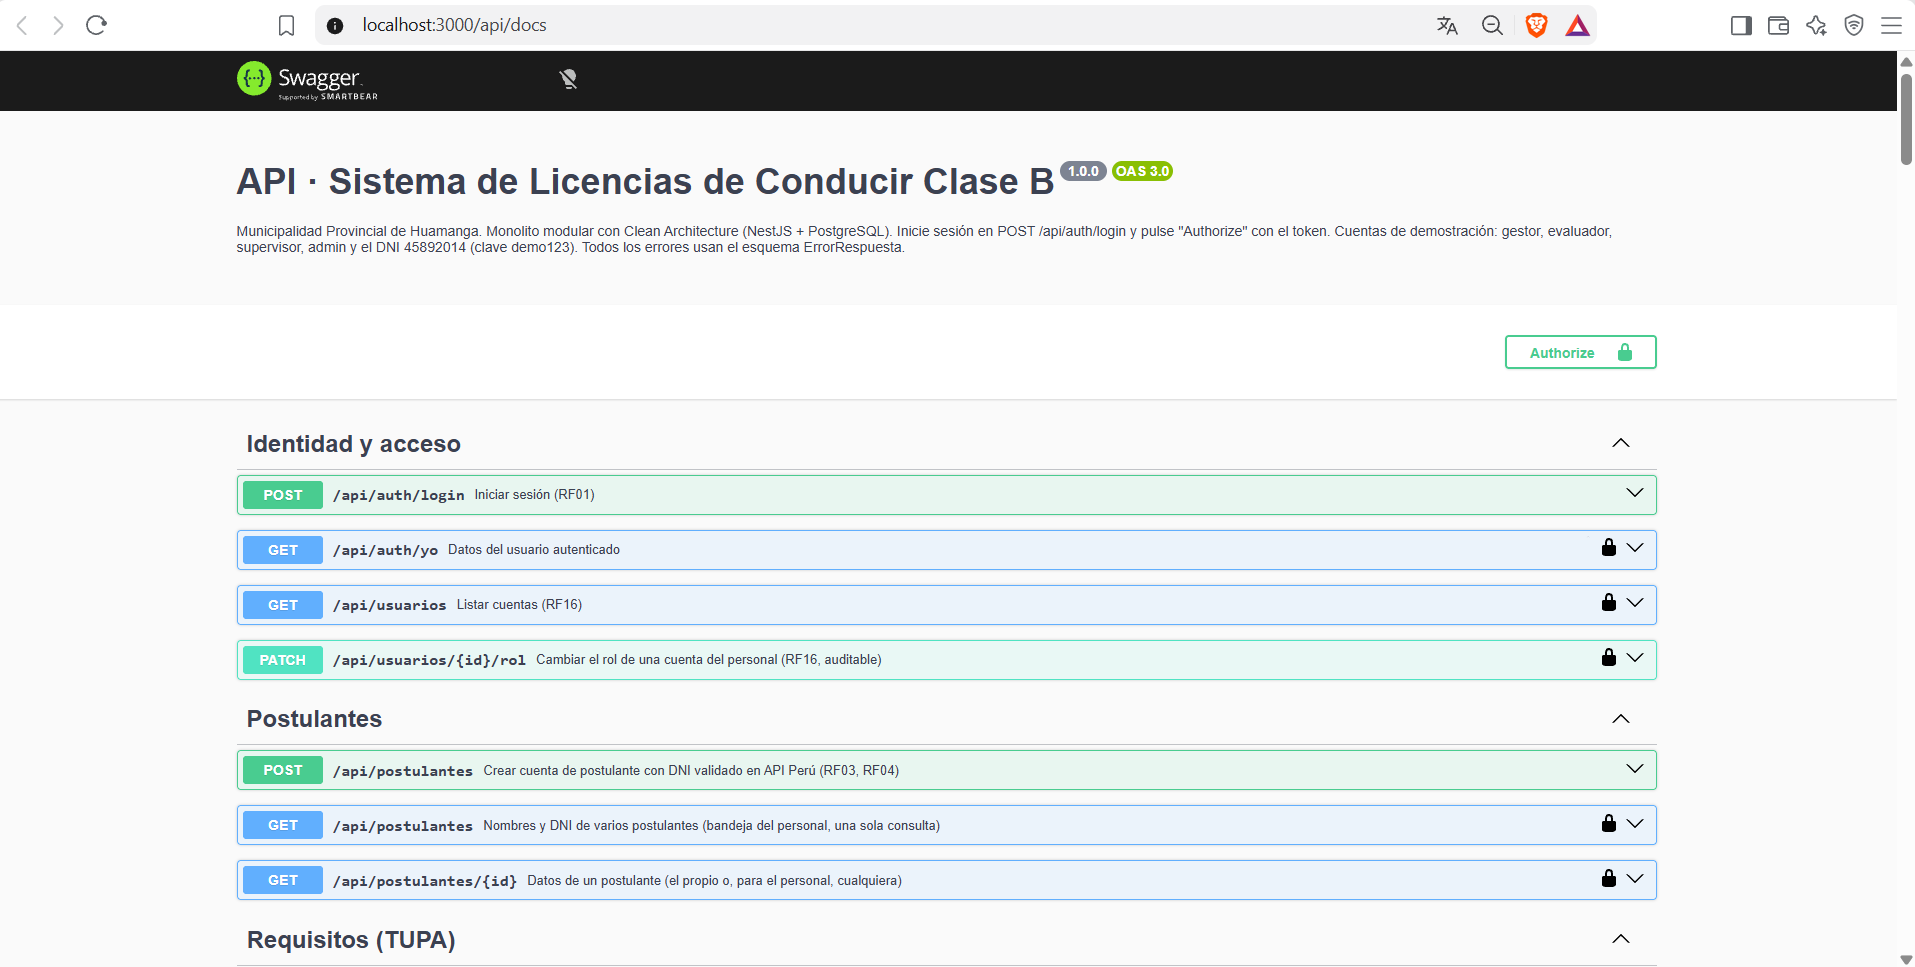 localhost:3000/api/docs
Swagger.
Supported by SMARTBEAR
API · Sistema de Licencias de Conducir Clase B 1.0.0 OAS 3.0
Municipalidad Provincial de Huamanga. Monolito modular con Clean Architecture (NestJS + PostgreSQL). Inicie sesión en POST /api/auth/login y pulse "Authorize" con el token. Cuentas de demostración: gestor, evaluador,
supervisor, admin y el DNI 45892014 (clave demo123). Todos los errores usan el esquema ErrorRespuesta.
Authorize
Identidad y acceso
POST /api/auth/login Iniciar sesión (RF01)
GET /api/auth/yo Datos del usuario autenticado
GET /api/usuarios Listar cuentas (RF16)
PATCH /api/usuarios/{id}/rol Cambiar el rol de una cuenta del personal (RF16, auditable)
Postulantes
POST /api/postulantes Crear cuenta de postulante con DNI validado en API Perú (RF03, RF04)
GET /api/postulantes Nombres y DNI de varios postulantes (bandeja del personal, una sola consulta)
GET /api/postulantes/{id} Datos de un postulante (el propio o, para el personal, cualquiera)
Requisitos (TUPA)